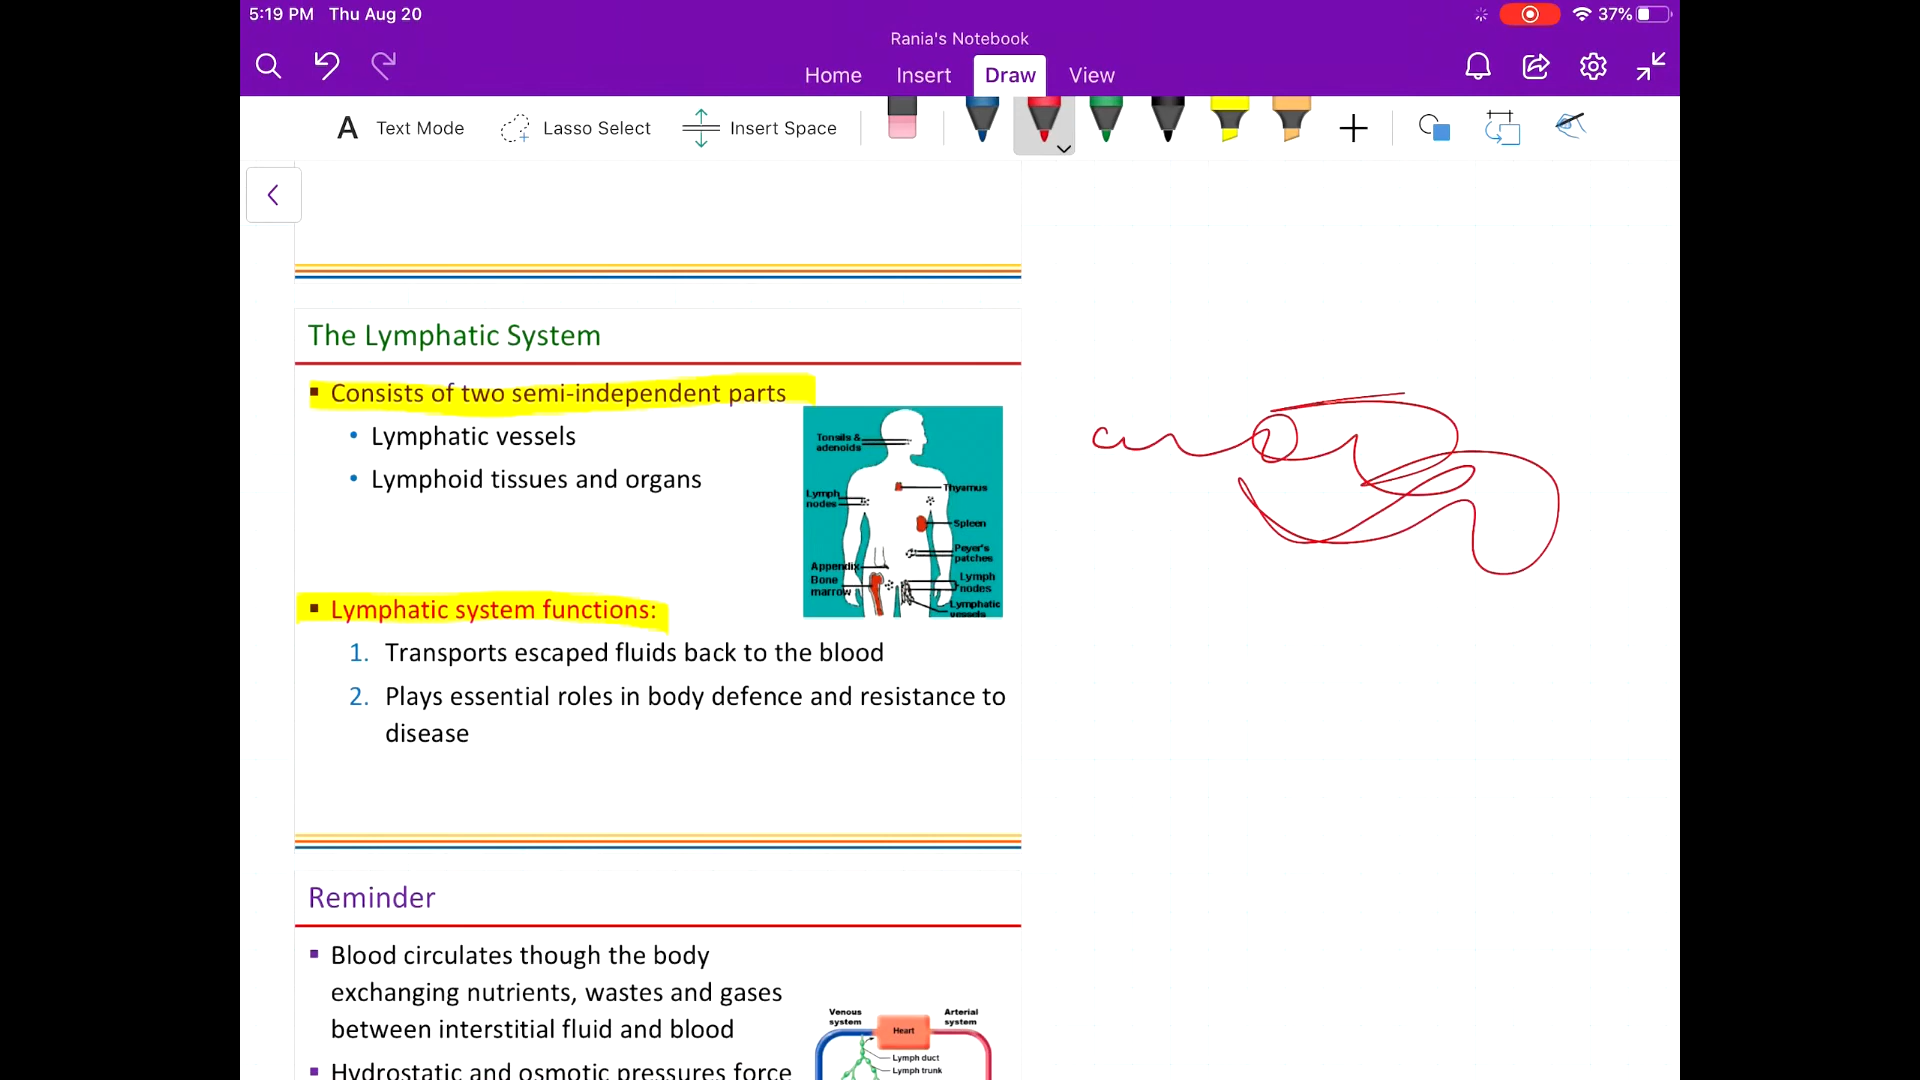 5:19 PM Thu Aug 20
37%
Rania's Notebook
Home Insert Draw View
A Text Mode Lasso Select Insert Space
The Lymphatic System
▪ Consists of two semi-independent parts
• Lymphatic vessels
• Lymphoid tissues and organs
Tonsils &
adenoids
Lymph
nodes
Thyamus
Spleen
Peyer's
patches
Appendix
Bone
marrow
Lymph
nodes
Lymphatic
vessels
▪ Lymphatic system functions:
1. Transports escaped fluids back to the blood
2. Plays essential roles in body defence and resistance to
disease
Reminder
▪ Blood circulates though the body
exchanging nutrients, wastes and gases
between interstitial fluid and blood
▪ Hydrostatic and osmotic pressures force
Venous
system
Heart
Arterial
system
Lymph duct
Lymph trunk